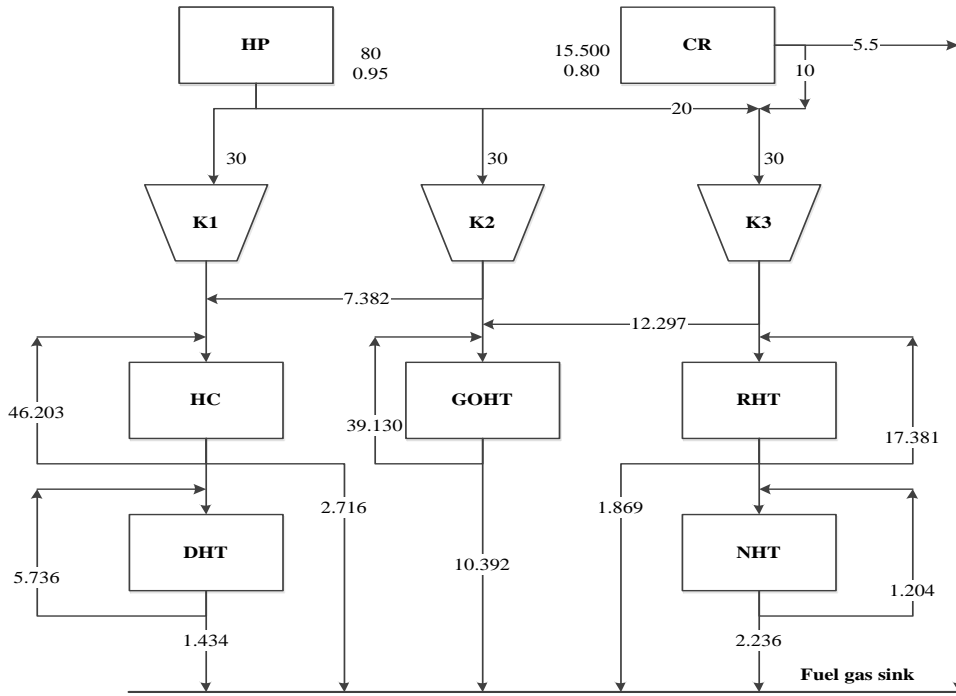 HP
80
0.95
15.500
0.80
CR
5.5
10
20
30
30
30
K1
K2
K3
7.382
12.297
HC
GOHT
RHT
46.203
39.130
17.381
2.716
1.869
DHT
NHT
5.736
10.392
1.204
1.434
2.236
Fuel gas sink